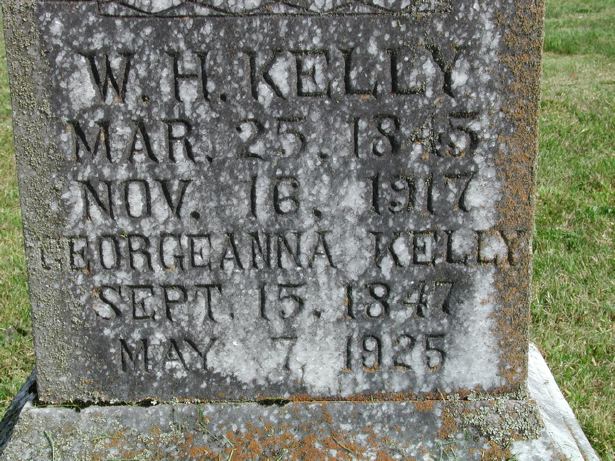 W. H. KELLY
MAR. 25. 1845
NOV. 16. 1917
GEORGEANNA KELLY
SEPT. 15. 1847
MAY 7 1925